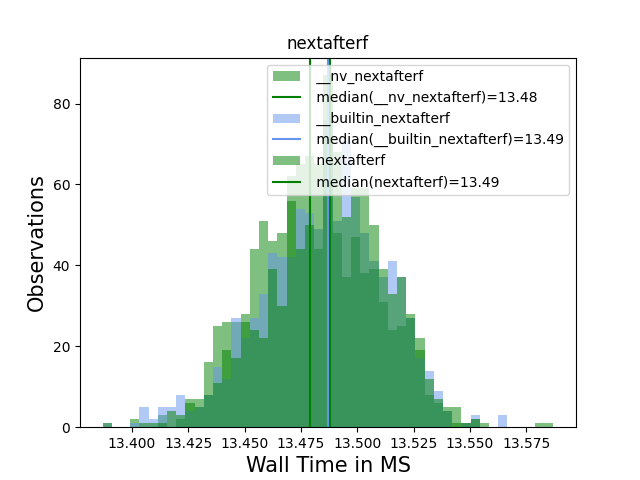 nextafterf
__nv_nextafterf
median(__nv_nextafterf)=13.48
__builtin_nextafterf
median(__builtin_nextafterf)=13.49
nextafterf
median(nextafterf)=13.49
Observations
80
60
40
20
0
13.400 13.425 13.450 13.475 13.500 13.525 13.550 13.575
Wall Time in MS